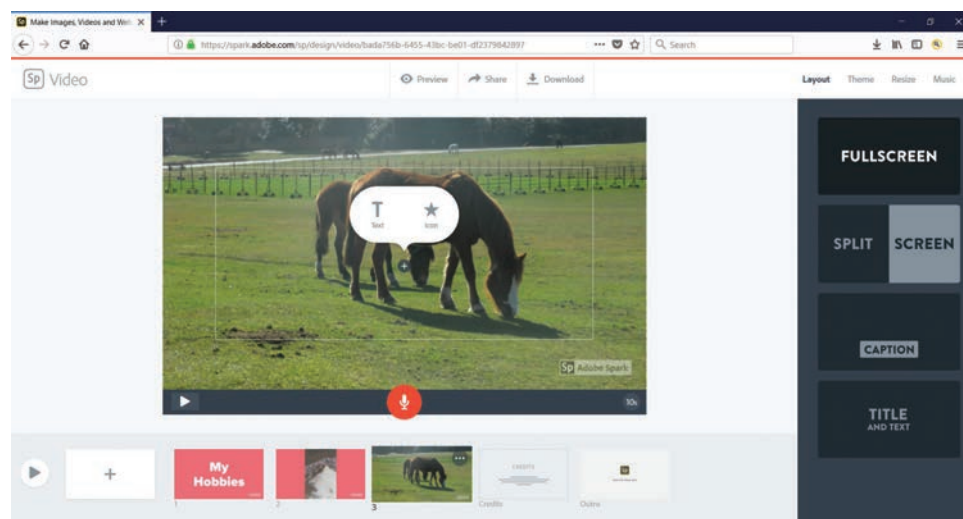 Make Images, Videos and Web
https://spark.adobe.com/sp/design/video/bada756b-6455-43bc-be01-df2379842897
Search
Sp Video
Preview
Share
Download
Layout
Theme
Resize
Music
T
Text
Icon
Sp Adobe Spark
10s
FULLSCREEN
SPLIT SCREEN
CAPTION
TITLE
AND TEXT
My
Hobbies
1
2
3
CREDITS
Credits
Outro